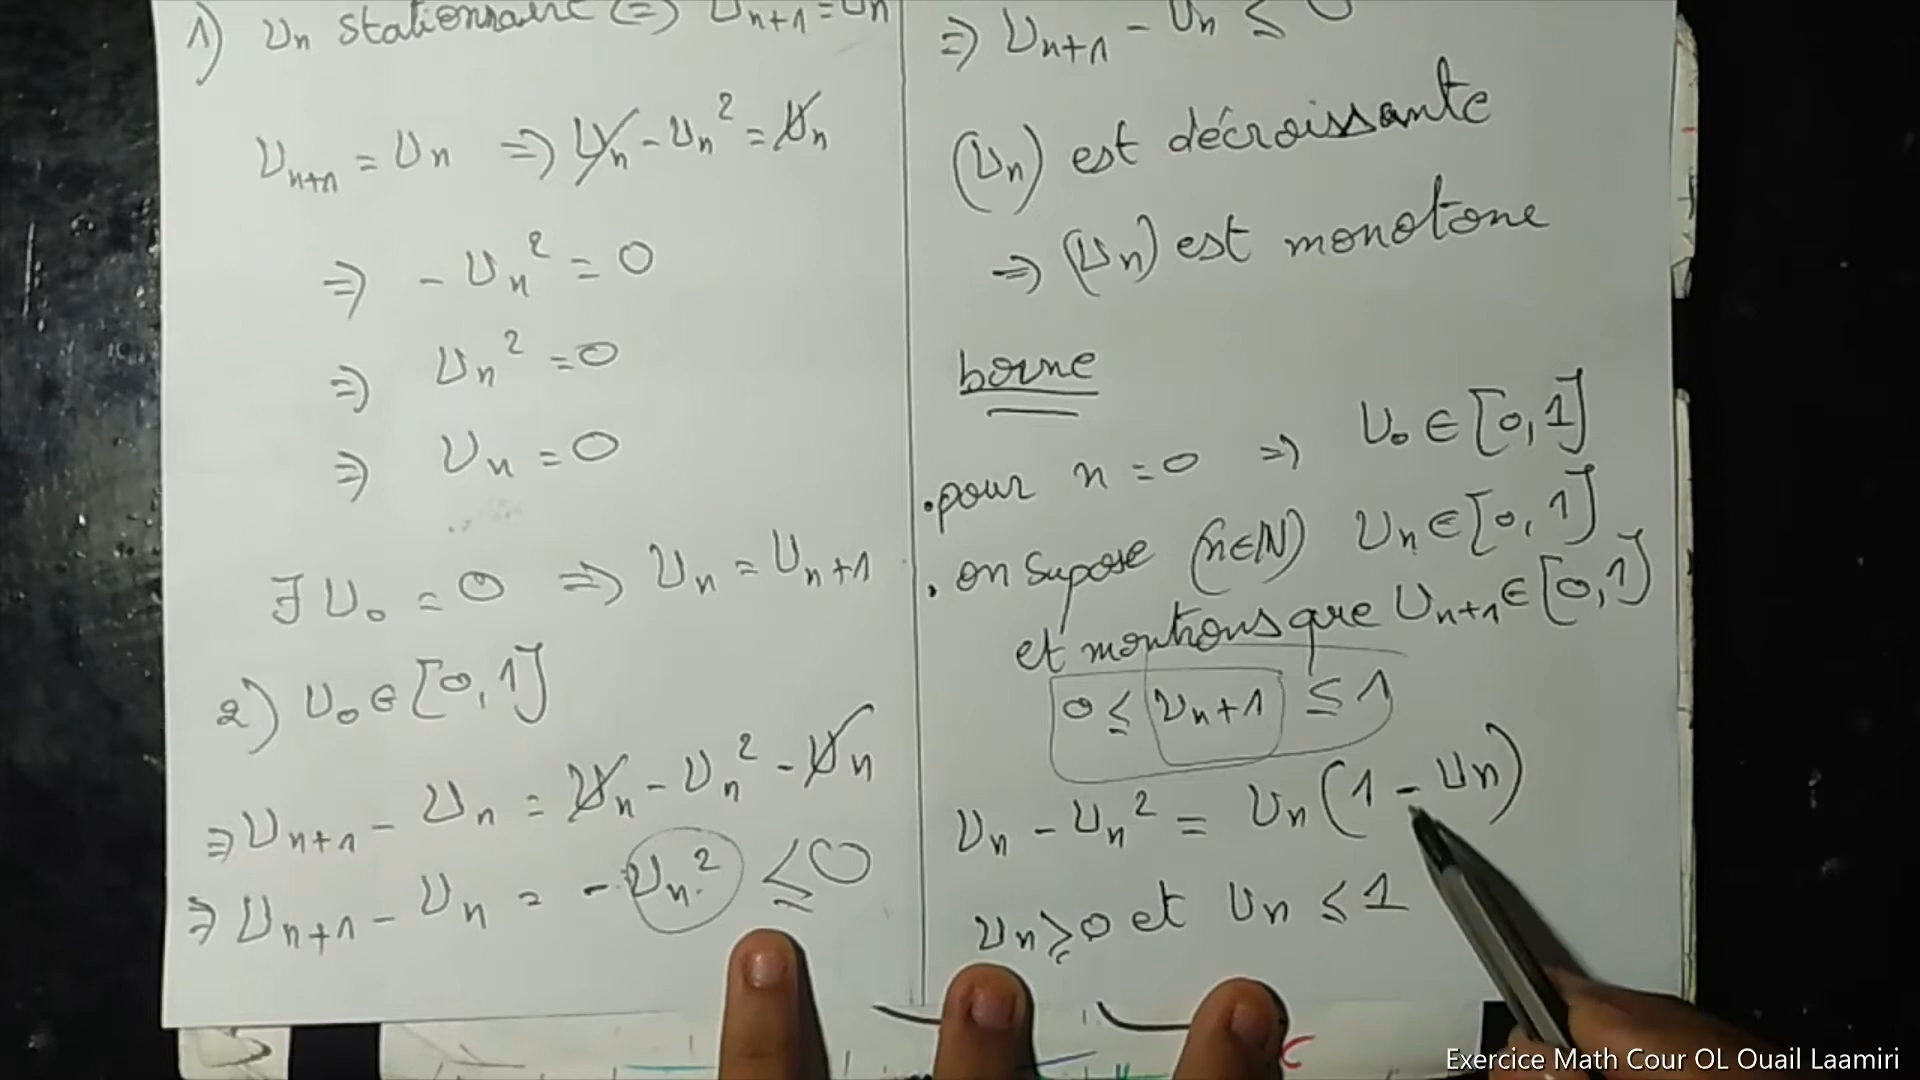 1) Un stationnaire <=> Un+1 = Un
Un+1 = Un => Un - Un² = Un
=> - Un² = 0
=> Un² = 0
=> Un = 0
∃ U0 = 0 => Un = Un+1
2) U0 ∈ [0,1]
=> Un+1 - Un = Un - Un² - Un
=> Un+1 - Un = - Un² ≤ 0
=> Un+1 - Un ≤ 0
(Un) est décroissante
=> (Un) est monotone
borne
. pour n = 0 => U0 ∈ [0,1]
. on supose (n∈N) Un ∈ [0,1]
et montrons que Un+1 ∈ [0,1]
0 ≤ Un+1 ≤ 1
Un - Un² = Un (1 - Un)
Un ≥ 0 et Un ≤ 1
Exercice Math Cour OL Ouail Laamiri